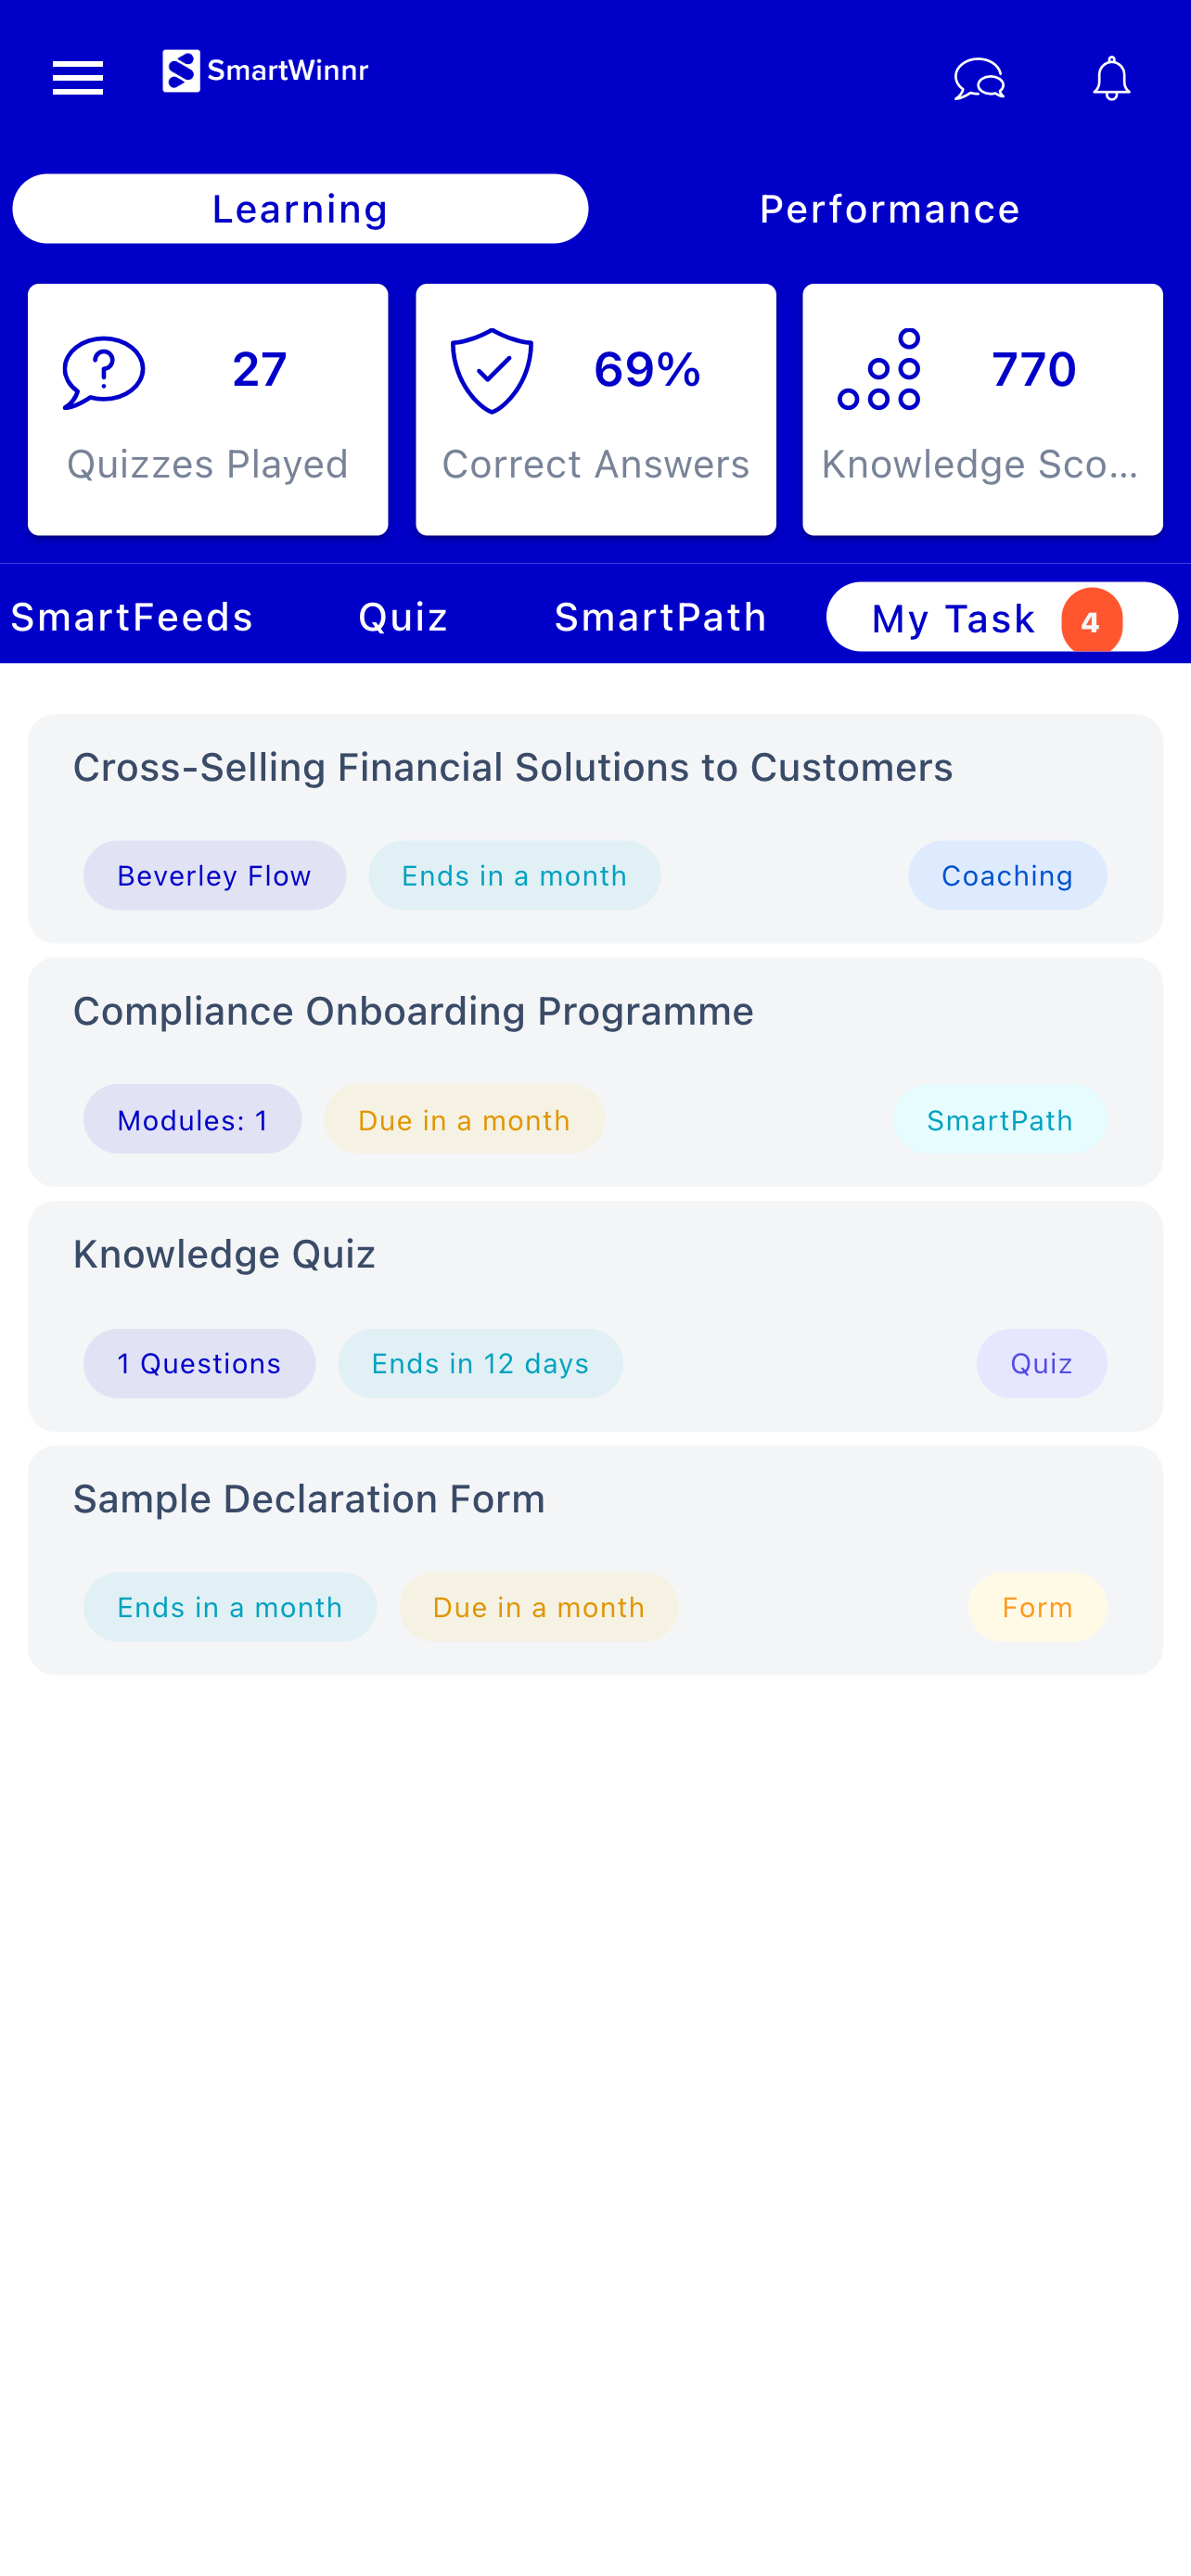 SmartWinnr
Learning
Performance
27
69%
770
Quizzes Played
Correct Answers
Knowledge Sco...
SmartFeeds
Quiz
SmartPath
My Task
4
Cross-Selling Financial Solutions to Customers
Beverley Flow
Ends in a month
Coaching
Compliance Onboarding Programme
Modules: 1
Due in a month
SmartPath
Knowledge Quiz
1 Questions
Ends in 12 days
Quiz
Sample Declaration Form
Ends in a month
Due in a month
Form